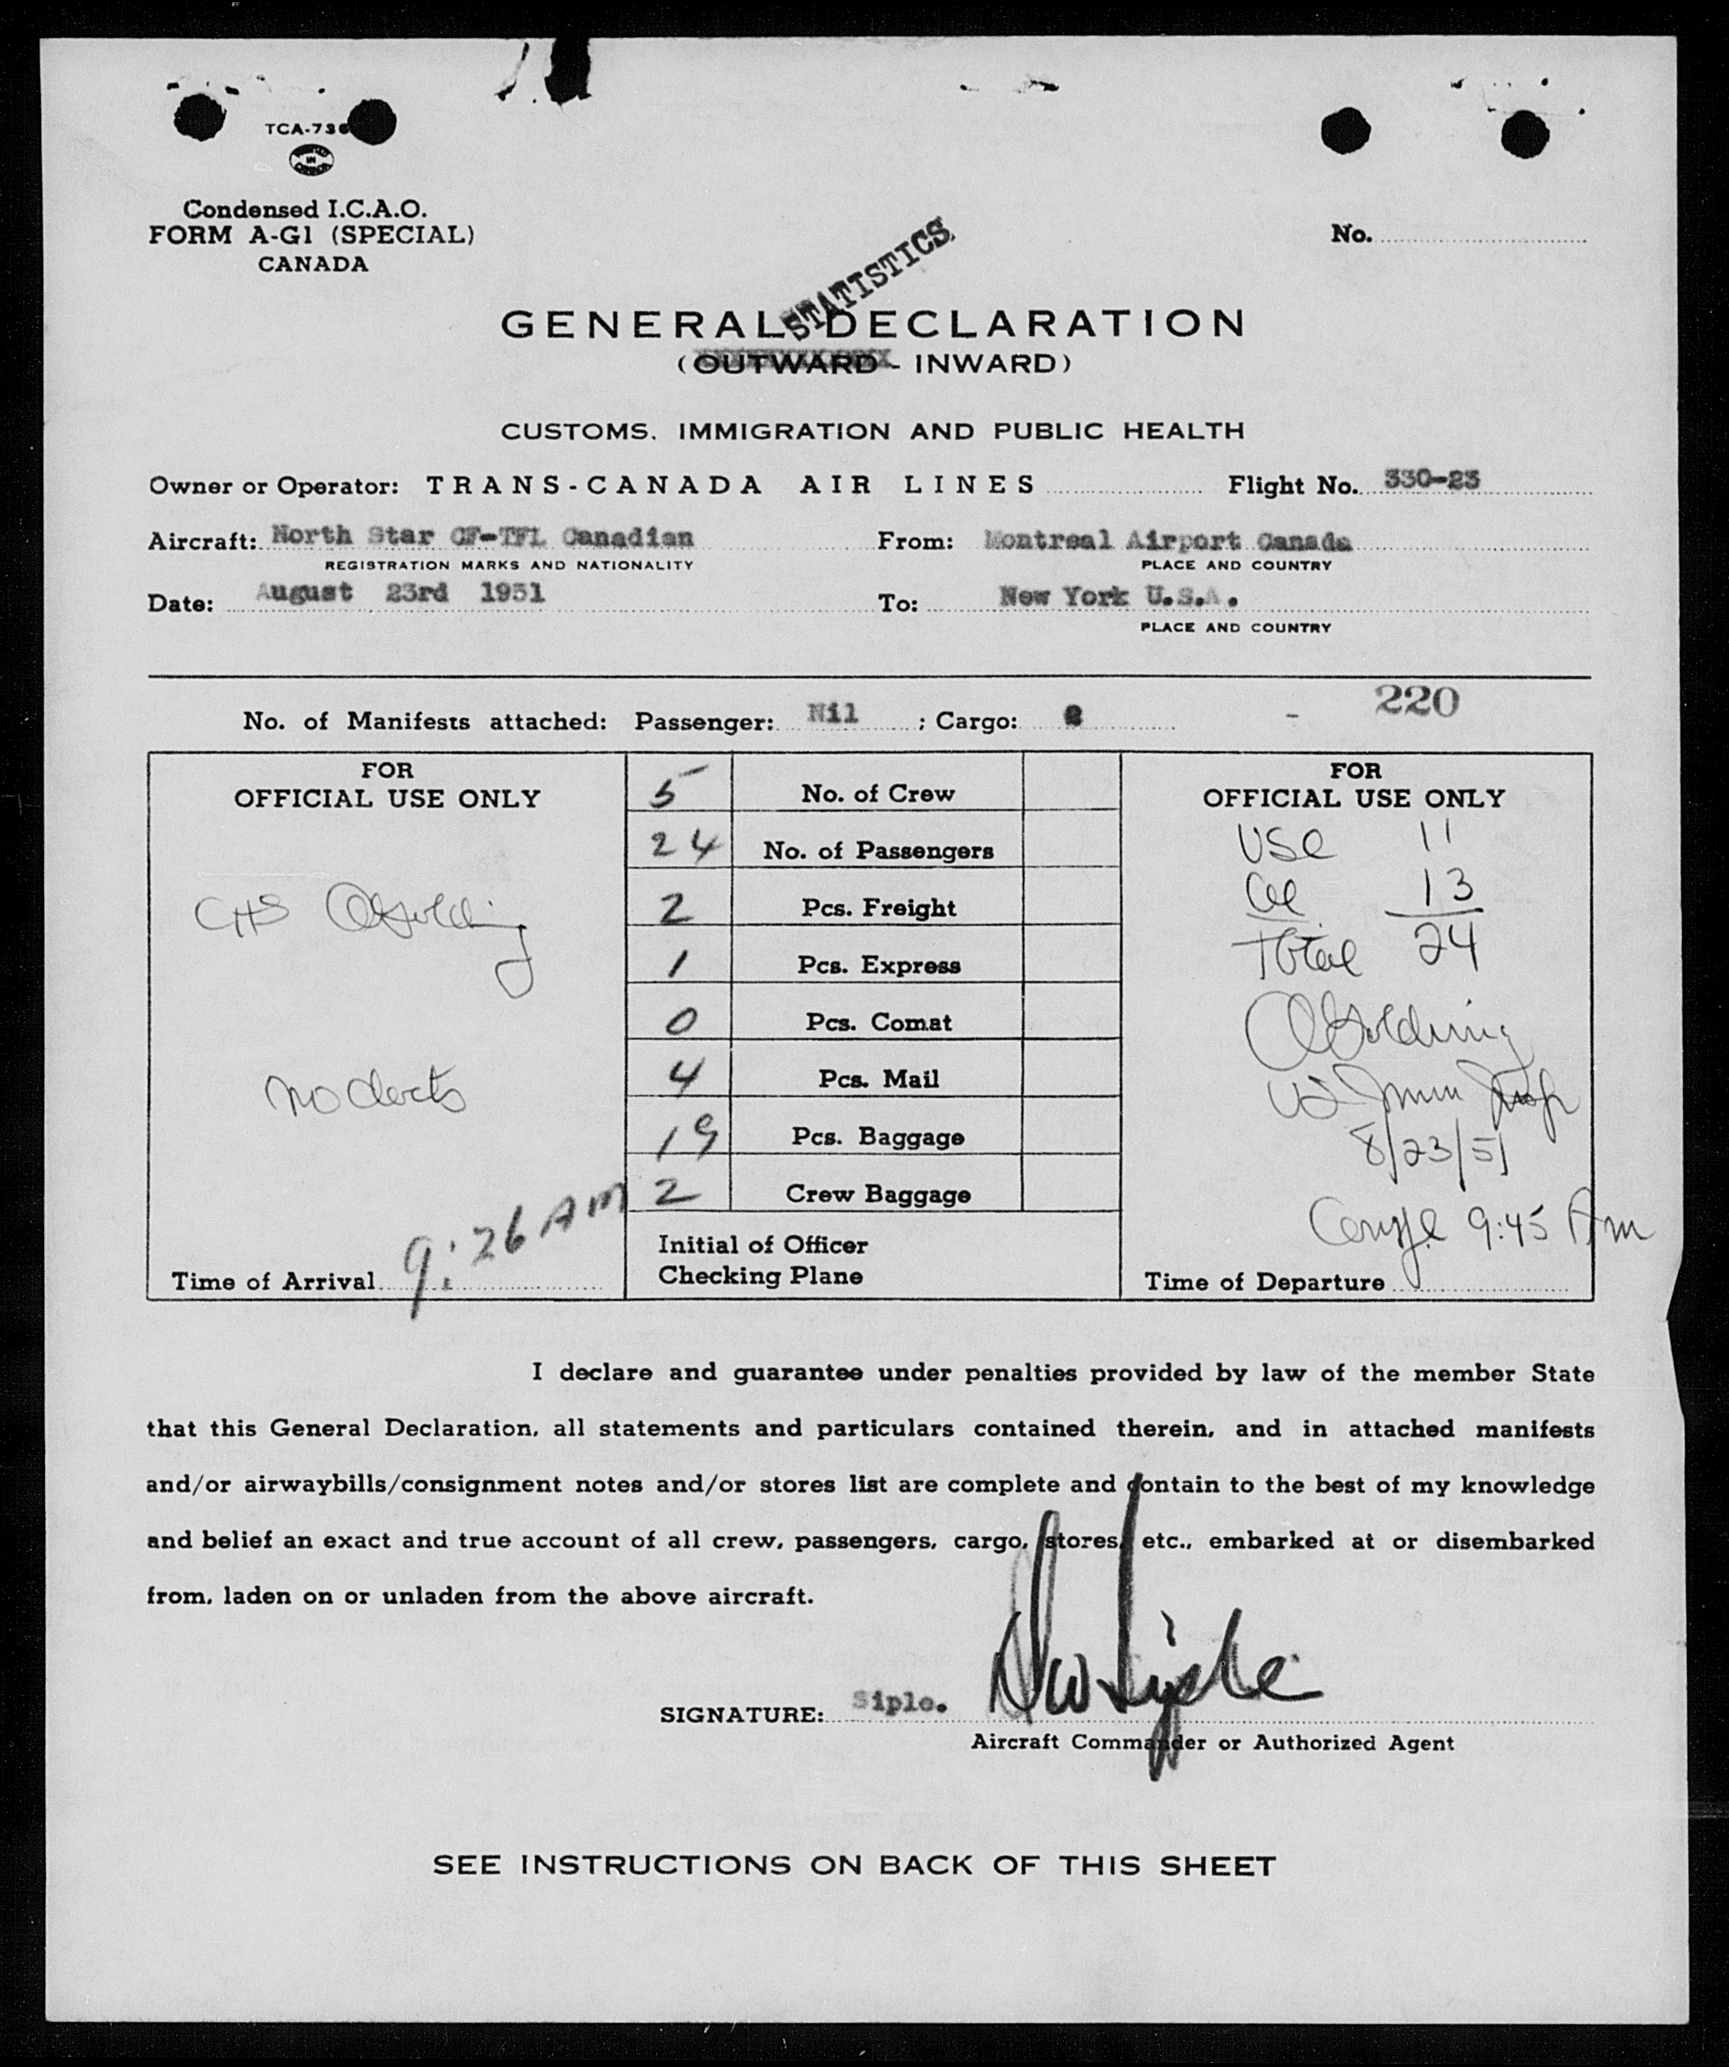 TCA-736
IN
Condensed I.C.A.O.
FORM A-G1 (SPECIAL)
CANADA
No.
STATISTICS
GENERAL DECLARATION
(OUTWARD - INWARD)
CUSTOMS, IMMIGRATION AND PUBLIC HEALTH
Owner or Operator: TRANS-CANADA AIR LINES Flight No. 330-23
Aircraft: North Star CF-TFL Canadian From: Montreal Airport Canada
REGISTRATION MARKS AND NATIONALITY PLACE AND COUNTRY
Date: August 23rd 1951 To: New York U.S.A.
PLACE AND COUNTRY
220
No. of Manifests attached: Passenger: Nil ; Cargo: -
FOR
OFFICIAL USE ONLY
CHS
no docts
Time of Arrival 9:26 AM
5 No. of Crew
24 No. of Passengers
2 Pcs. Freight
1 Pcs. Express
0 Pcs. Comat
4 Pcs. Mail
19 Pcs. Baggage
2 Crew Baggage
Initial of Officer
Checking Plane
FOR
OFFICIAL USE ONLY
USC 11
13
Total 24
Golding
US Imm Insp
8/23/51
9:45 Am
Time of Departure
I declare and guarantee under penalties provided by law of the member State
that this General Declaration, all statements and particulars contained therein, and in attached manifests
and/or airwaybills/consignment notes and/or stores list are complete and contain to the best of my knowledge
and belief an exact and true account of all crew, passengers, cargo, stores, etc., embarked at or disembarked
from, laden on or unladen from the above aircraft.
SIGNATURE: Siple.
Aircraft Commander or Authorized Agent
SEE INSTRUCTIONS ON BACK OF THIS SHEET